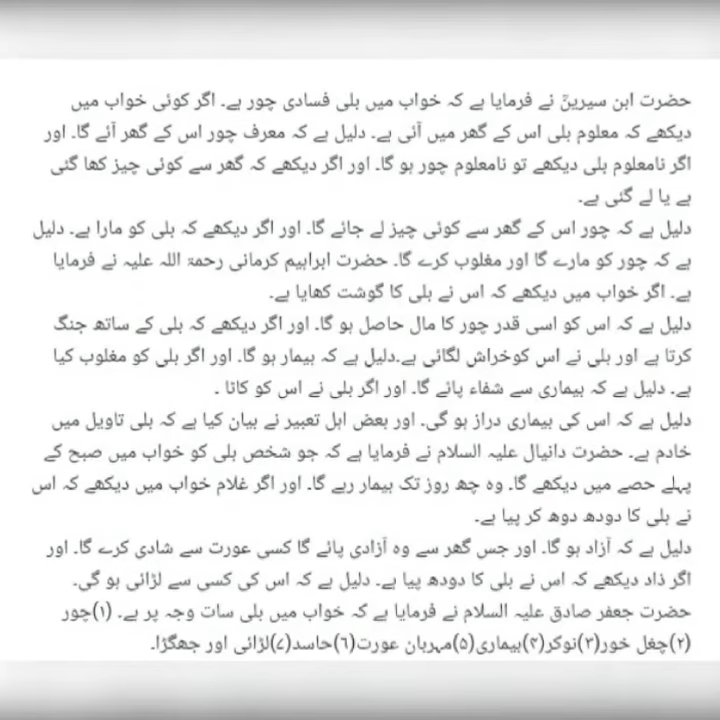 حضرت ابن سیرینؒ نے فرمایا ہے کہ خواب میں بلی فسادی چور ہے۔ اگر کوئی خواب میں
دیکھے کہ معلوم بلی اس کے گھر میں آئی ہے۔ دلیل ہے کہ معرف چور اس کے گھر آئے گا۔ اور
اگر نامعلوم بلی دیکھے تو نامعلوم چور ہو گا۔ اور اگر دیکھے کہ گھر سے کوئی چیز کھا گئی
ہے یا لے گئی ہے۔
دلیل ہے کہ چور اس کے گھر سے کوئی چیز لے جائے گا۔ اور اگر دیکھے کہ بلی کو مارا ہے۔ دلیل
ہے کہ چور کو مارے گا اور مغلوب کرے گا۔ حضرت ابراہیم کرمانی رحمۃ اللہ علیہ نے فرمایا
ہے۔ اگر خواب میں دیکھے کہ اس نے بلی کا گوشت کھایا ہے۔
دلیل ہے کہ اس کو اسی قدر چور کا مال حاصل ہو گا۔ اور اگر دیکھے کہ بلی کے ساتھ جنگ
کرتا ہے اور بلی نے اس کوخراش لگائی ہے۔دلیل ہے کہ بیمار ہو گا۔ اور اگر بلی کو مغلوب کیا
ہے۔ دلیل ہے کہ بیماری سے شفاء پائے گا۔ اور اگر بلی نے اس کو کاٹا ۔
دلیل ہے کہ اس کی بیماری دراز ہو گی۔ اور بعض اہل تعبیر نے بیان کیا ہے کہ بلی تاویل میں
خادم ہے۔ حضرت دانیال علیہ السلام نے فرمایا ہے کہ جو شخص بلی کو خواب میں صبح کے
پہلے حصے میں دیکھے گا۔ وہ چھ روز تک بیمار رہے گا۔ اور اگر غلام خواب میں دیکھے کہ اس
نے بلی کا دودھ دوھ کر پیا ہے۔
دلیل ہے کہ آزاد ہو گا۔ اور جس گھر سے وہ آزادی پائے گا کسی عورت سے شادی کرے گا۔ اور
اگر ذاد دیکھے کہ اس نے بلی کا دودھ پیا ہے۔ دلیل ہے کہ اس کی کسی سے لڑائی ہو گی۔
حضرت جعفر صادق علیہ السلام نے فرمایا ہے کہ خواب میں بلی سات وجہ پر ہے۔ (۱)چور
(۲)چغل خور(۳)نوکر(۴)بیماری(۵)مہربان عورت(٦)حاسد(۷)لڑائی اور جھگڑا۔